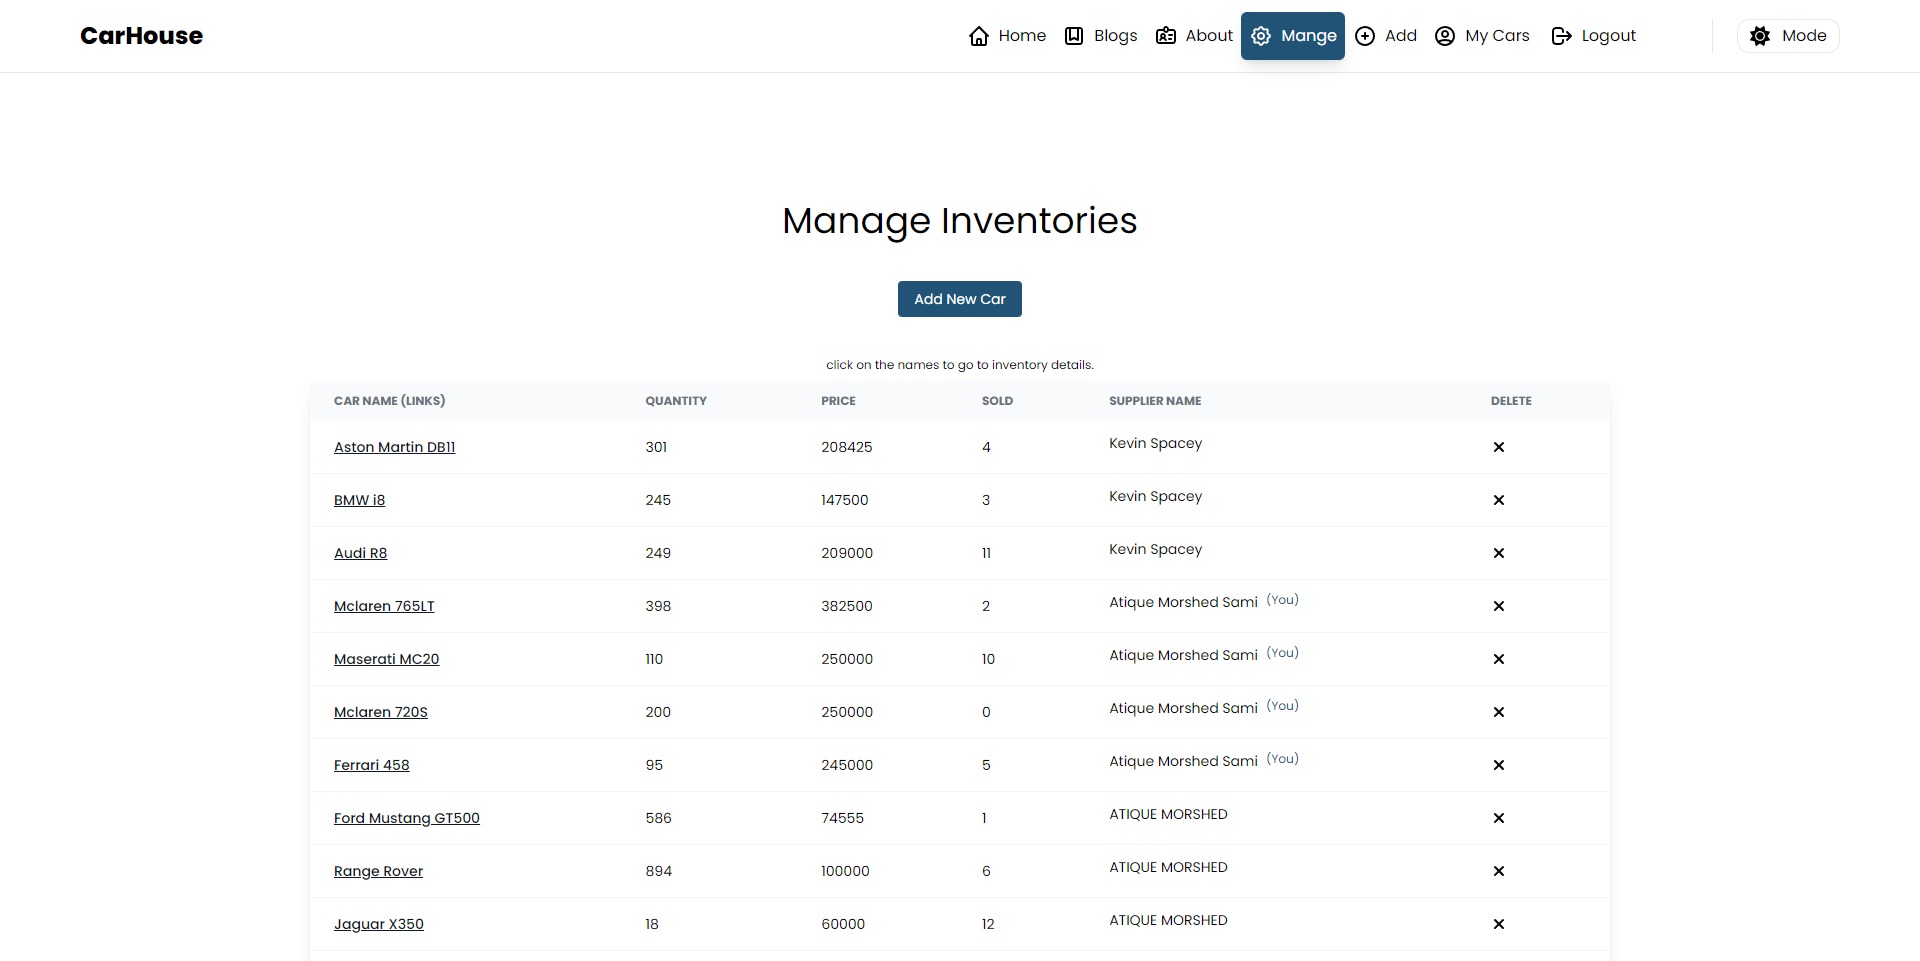 CarHouse Home Blogs About Mange Add My Cars Logout Mode
Manage Inventories
Add New Car
click on the names to go to inventory details.
CAR NAME (LINKS) QUANTITY PRICE SOLD SUPPLIER NAME DELETE
Aston Martin DB11 301 208425 4 Kevin Spacey
BMW i8 245 147500 3 Kevin Spacey
Audi R8 249 209000 11 Kevin Spacey
Mclaren 765LT 398 382500 2 Atique Morshed Sami (You)
Maserati MC20 110 250000 10 Atique Morshed Sami (You)
Mclaren 720S 200 250000 0 Atique Morshed Sami (You)
Ferrari 458 95 245000 5 Atique Morshed Sami (You)
Ford Mustang GT500 586 74555 1 ATIQUE MORSHED
Range Rover 894 100000 6 ATIQUE MORSHED
Jaguar X350 18 60000 12 ATIQUE MORSHED